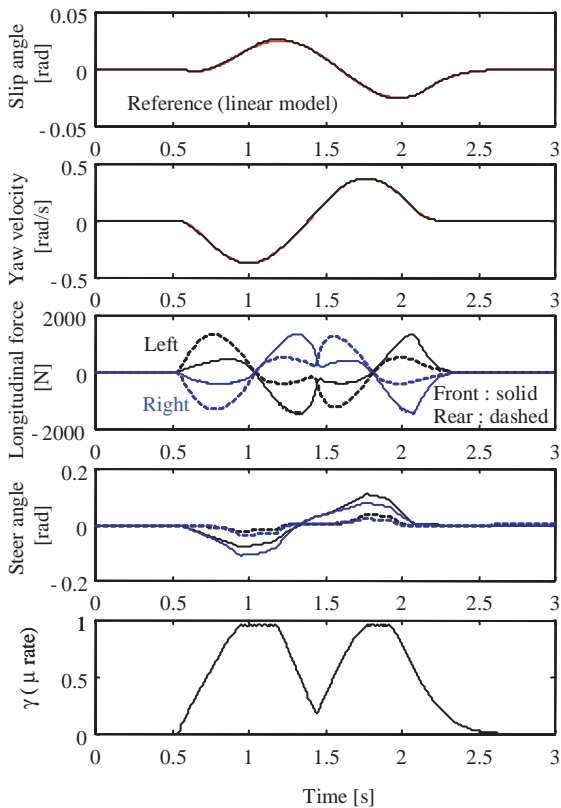 Slip angle
[rad]
0.05
0
-0.05
Reference (linear model)
0 0.5 1 1.5 2 2.5 3
Yaw velocity
[rad/s]
0.5
0
-0.5
0 0.5 1 1.5 2 2.5 3
Longitudinal force
[N]
2000
0
-2000
Left
Right
Front : solid
Rear : dashed
0 0.5 1 1.5 2 2.5 3
Steer angle
[rad]
0.2
0
-0.2
0 0.5 1 1.5 2 2.5 3
γ ( μ rate)
1
0.5
0
0 0.5 1 1.5 2 2.5 3
Time [s]